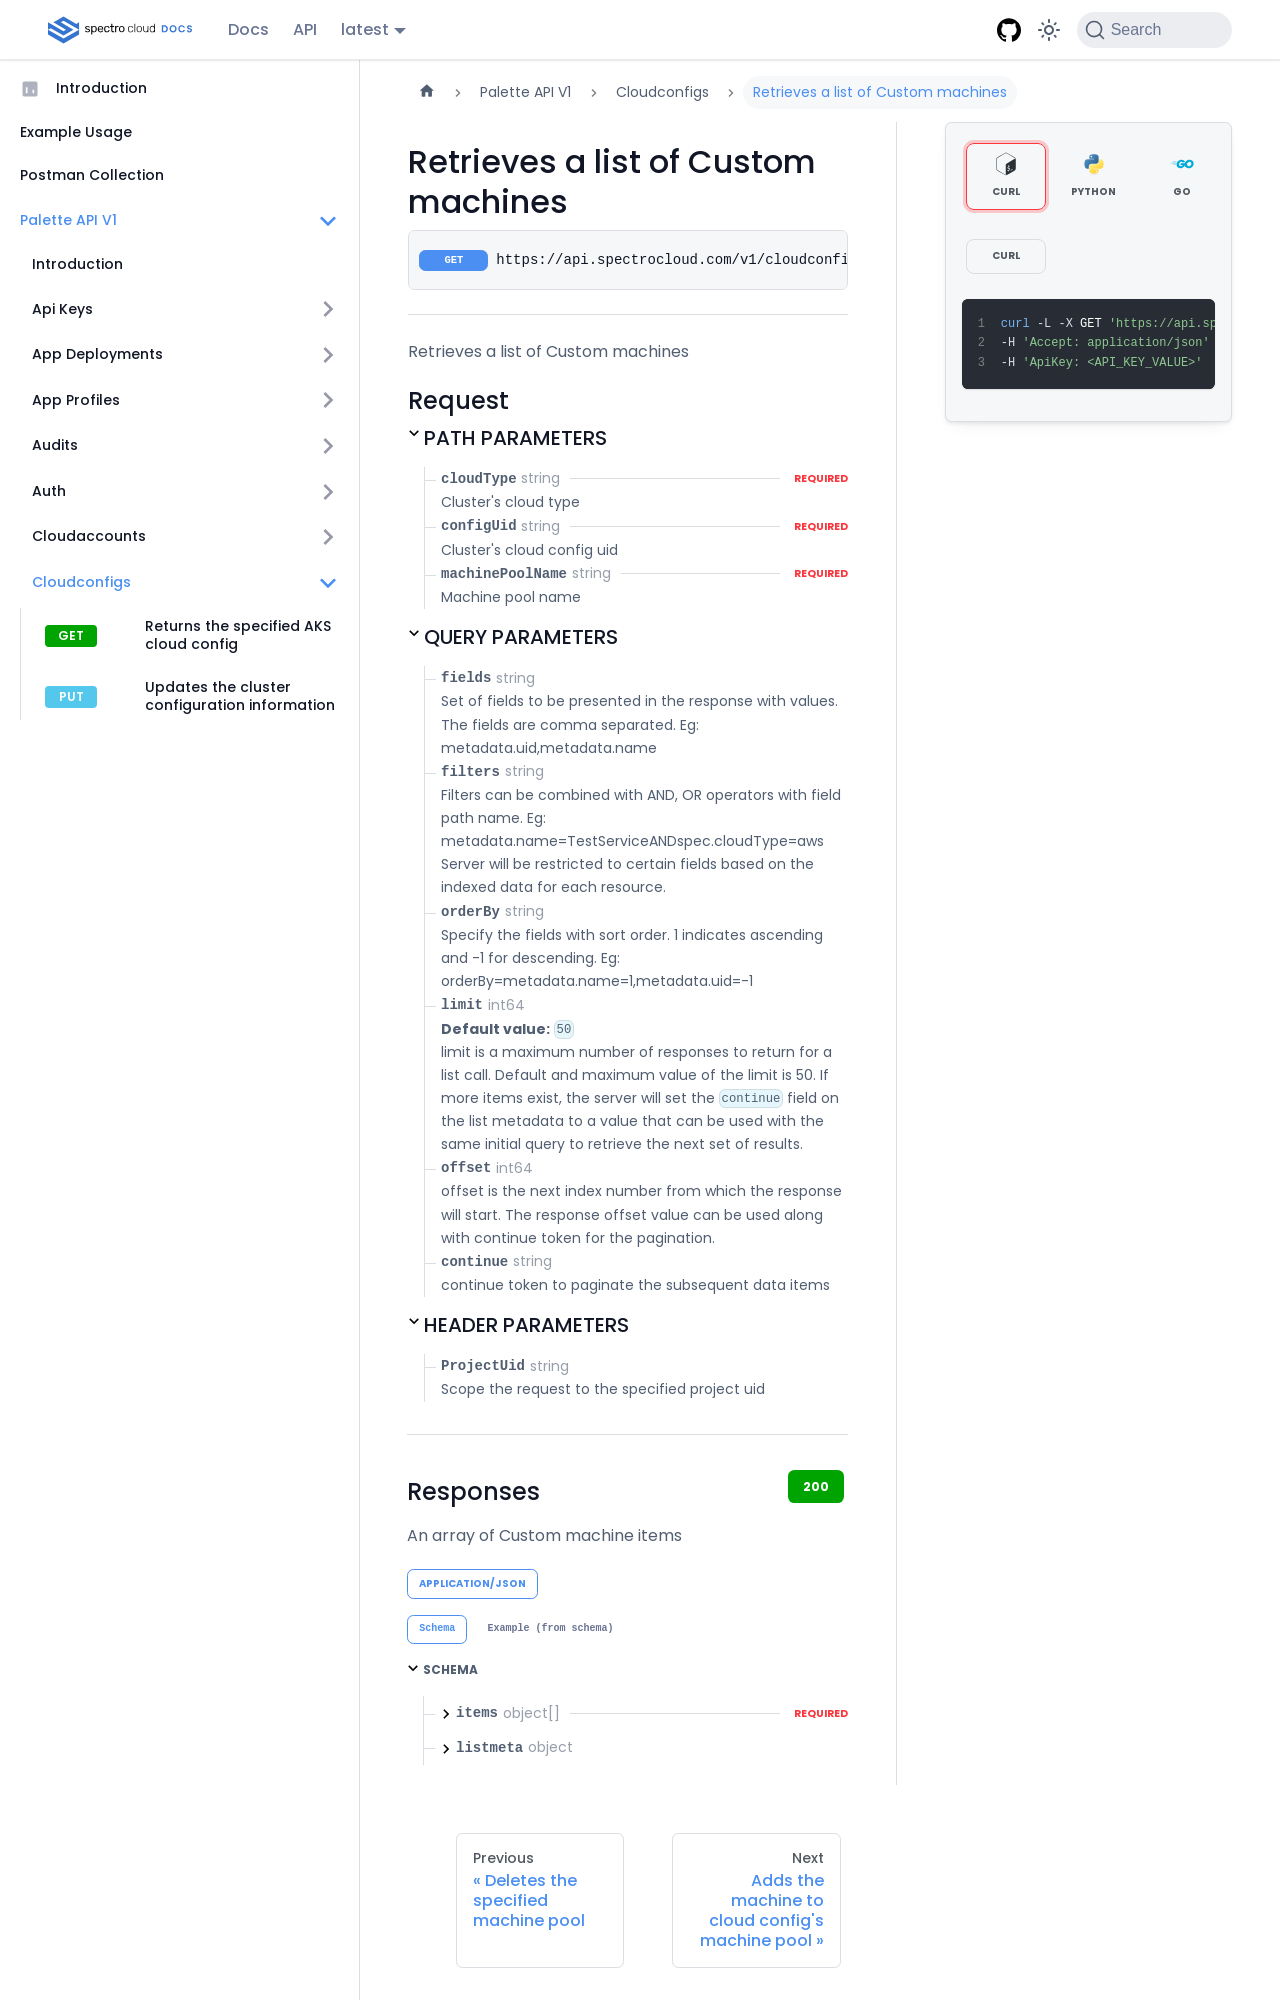 spectro cloud DOCS
Docs
API
latest
Search
Introduction
Example Usage
Postman Collection
Palette API V1
Introduction
Api Keys
App Deployments
App Profiles
Audits
Auth
Cloudaccounts
Cloudconfigs
GET
Returns the specified AKS
cloud config
PUT
Updates the cluster
configuration information
Palette API V1
Cloudconfigs
Retrieves a list of Custom machines
Retrieves a list of Custom
machines
GET https://api.spectrocloud.com/v1/cloudconfi
Retrieves a list of Custom machines
Request
PATH PARAMETERS
cloudType string REQUIRED
Cluster's cloud type
configUid string REQUIRED
Cluster's cloud config uid
machinePoolName string REQUIRED
Machine pool name
QUERY PARAMETERS
fields string
Set of fields to be presented in the response with values.
The fields are comma separated. Eg:
metadata.uid,metadata.name
filters string
Filters can be combined with AND, OR operators with field
path name. Eg:
metadata.name=TestServiceANDspec.cloudType=aws
Server will be restricted to certain fields based on the
indexed data for each resource.
orderBy string
Specify the fields with sort order. 1 indicates ascending
and -1 for descending. Eg:
orderBy=metadata.name=1,metadata.uid=-1
limit int64
Default value: 50
limit is a maximum number of responses to return for a
list call. Default and maximum value of the limit is 50. If
more items exist, the server will set the continue field on
the list metadata to a value that can be used with the
same initial query to retrieve the next set of results.
offset int64
offset is the next index number from which the response
will start. The response offset value can be used along
with continue token for the pagination.
continue string
continue token to paginate the subsequent data items
HEADER PARAMETERS
ProjectUid string
Scope the request to the specified project uid
Responses
200
An array of Custom machine items
APPLICATION/JSON
Schema
Example (from schema)
SCHEMA
items object[] REQUIRED
listmeta object
Previous
« Deletes the
specified
machine pool
Next
Adds the
machine to
cloud config's
machine pool »
CURL
PYTHON
GO
GO
CURL
1 curl -L -X GET 'https://api.sp
2 -H 'Accept: application/json'
3 -H 'ApiKey: <API_KEY_VALUE>'